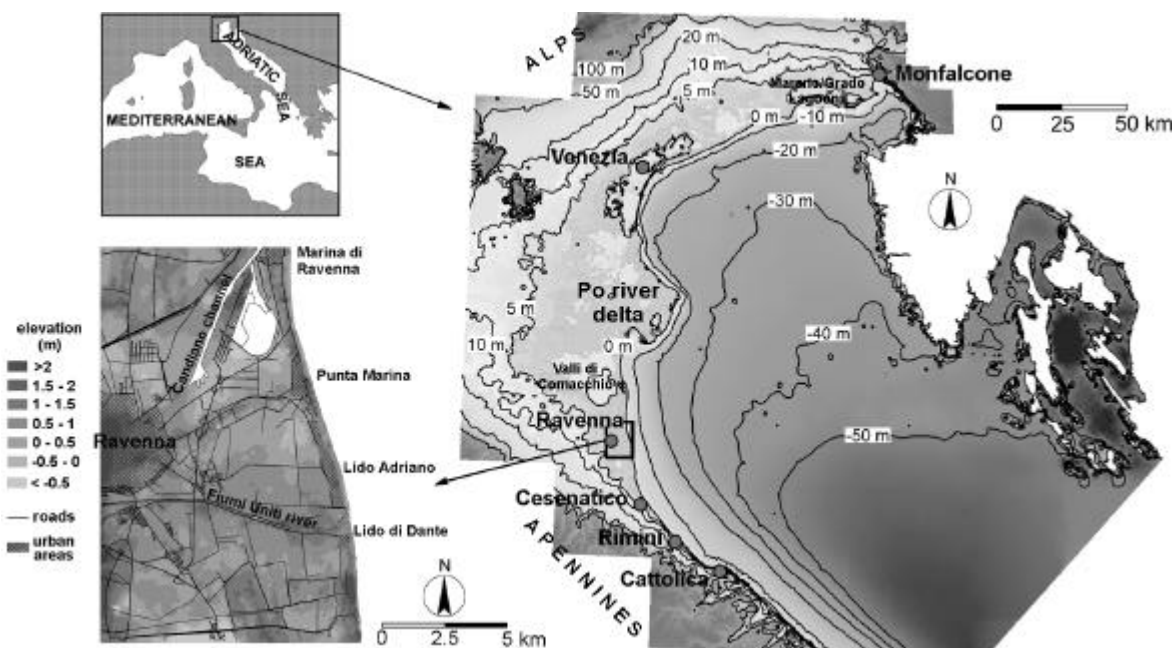 ADRIATIC
SEA
MEDITERRANEAN
SEA
ALPS
100 m
50 m
20 m
10 m
5 m
Marano/Grado
Lagoons
Monfalcone
0 25 50 km
0 m
-10 m
-20 m
Venezia
-30 m
N
Po river
delta
5 m
10 m
0 m
-40 m
Valli di
Comacchio
Ravenna
-50 m
Cesenatico
Rimini
Cattolica
APENNINES
Marina di
Ravenna
Candiano channel
Punta Marina
Ravenna
Lido Adriano
Fiumi Uniti river
Lido di Dante
elevation
(m)
>2
1.5 - 2
1 - 1.5
0.5 - 1
0 - 0.5
-0.5 - 0
< -0.5
roads
urban
areas
N
0 2.5 5 km